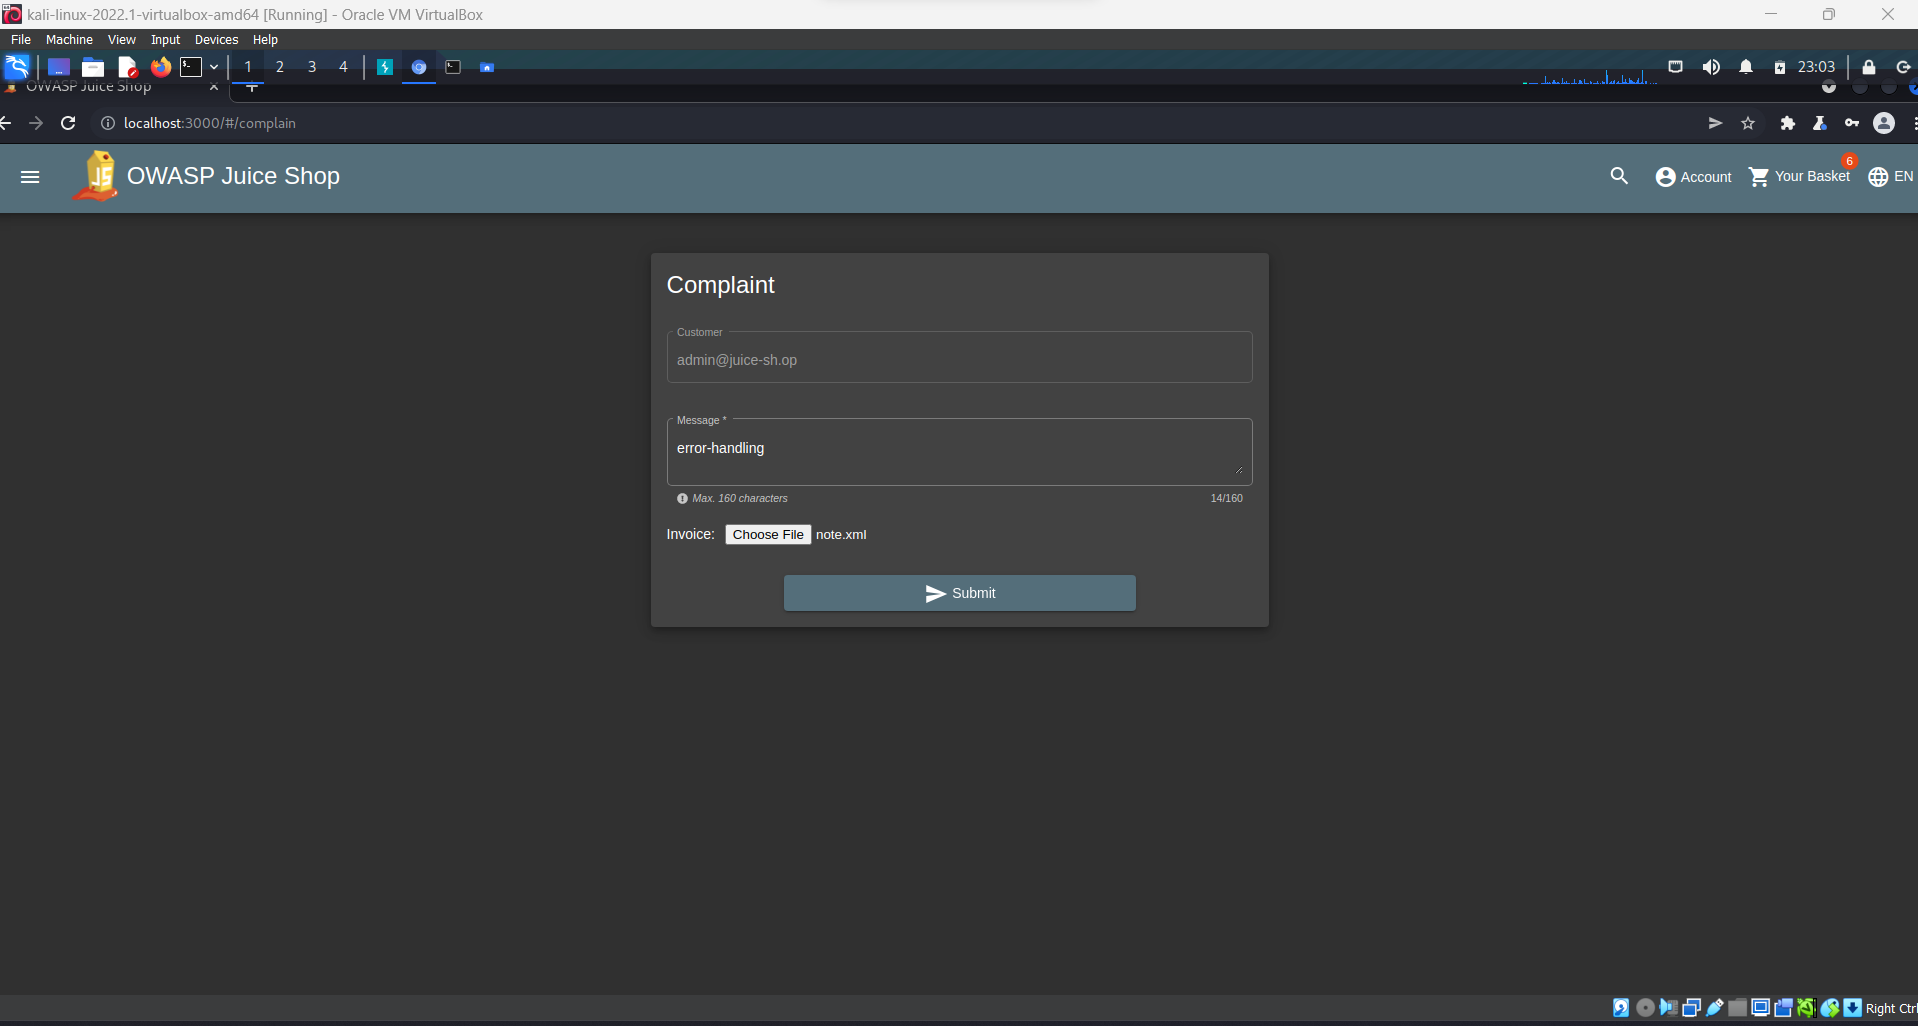 kali-linux-2022.1-virtualbox-amd64 [Running] - Oracle VM VirtualBox
File Machine View Input Devices Help
1 2 3 4 23:03
OWASP Juice Shop
localhost:3000/#/complain
JS OWASP Juice Shop Account Your Basket 6 EN
Complaint
Customer
admin@juice-sh.op
Message *
error-handling
Max. 160 characters 14/160
Invoice: Choose File note.xml
Submit
Right Ctrl